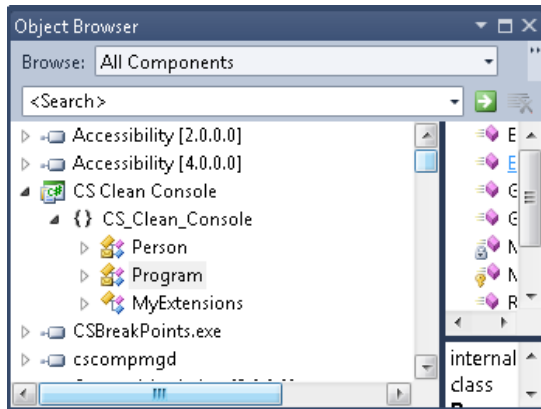 Object Browser
Browse: All Components
<Search>
Accessibility [2.0.0.0]
Accessibility [4.0.0.0]
CS Clean Console
{} CS_Clean_Console
Person
Program
MyExtensions
CSBreakPoints.exe
cscompmgd
E
E
G
G
M
R
internal
class